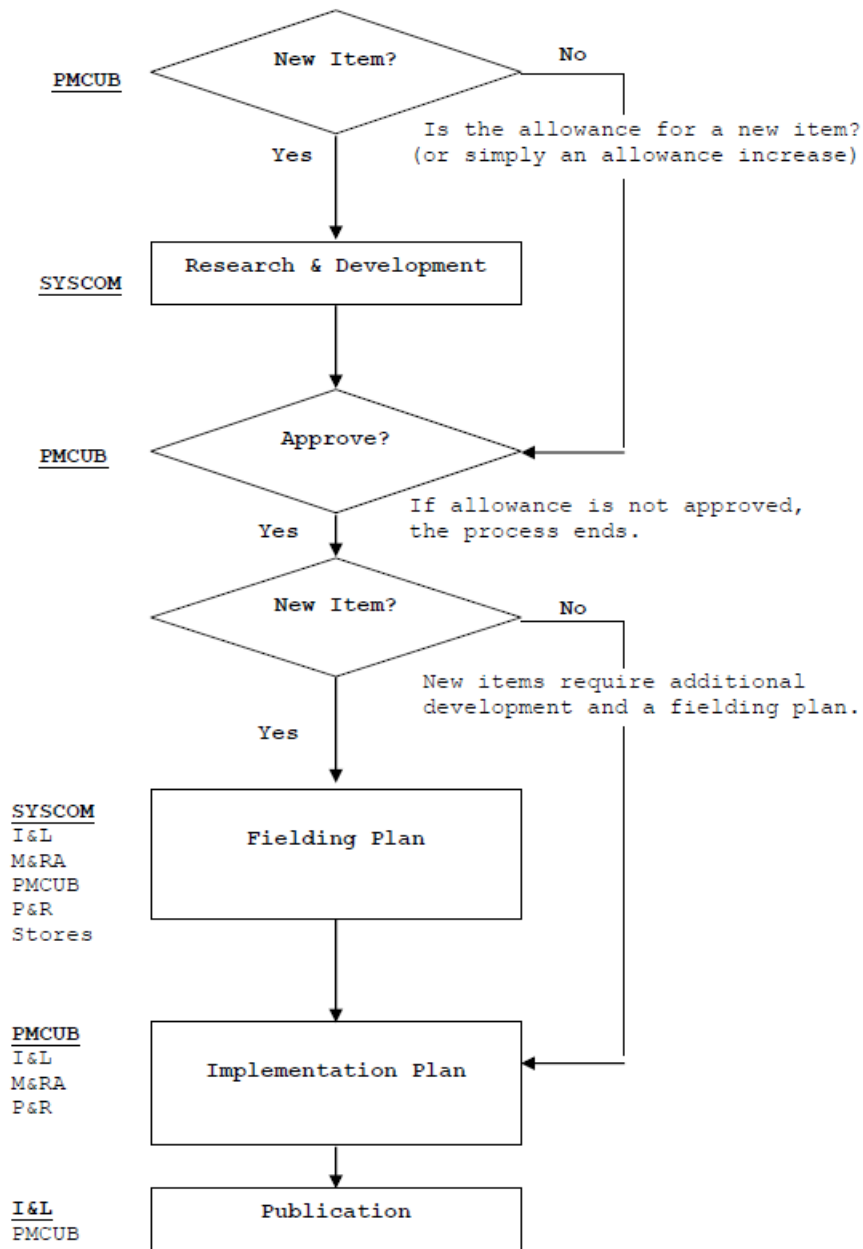 New Item?
No
PMCUB
Is the allowance for a new item?
Yes
(or simply an allowance increase)
Research & Development
SYSCOM
Approve?
PMCUB
If allowance is not approved,
Yes
the process ends.
New Item?
No
New items require additional
development and a fielding plan.
Yes
SYSCOM
I&L
Fielding Plan
M&RA
PMCUB
P&R
Stores
PMCUB
I&L
Implementation Plan
M&RA
P&R
I&L
Publication
PMCUB